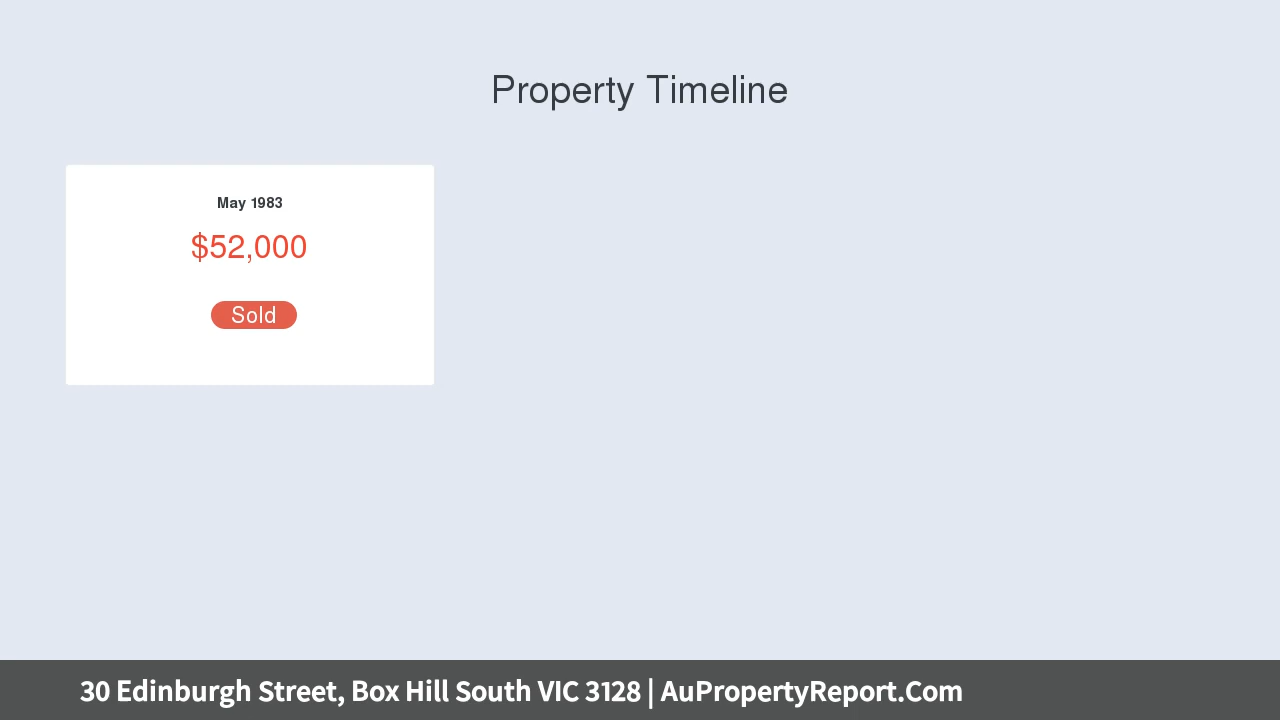 Property Timeline
May 1983
$52,000
Sold
30 Edinburgh Street, Box Hill South VIC 3128 | AuPropertyReport.Com